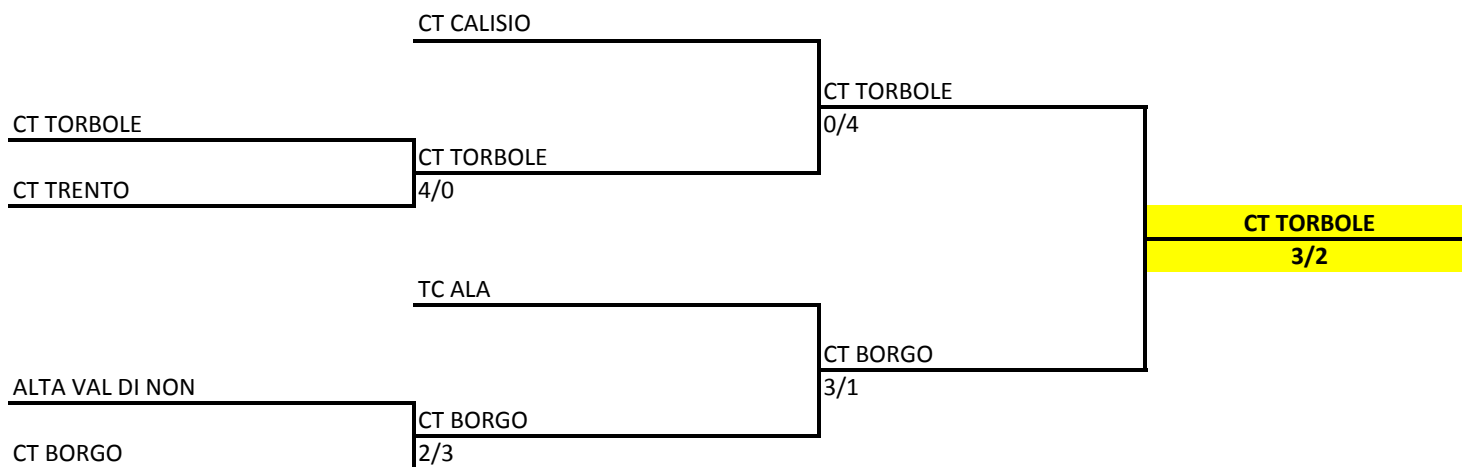 CT CALISIO
CT TORBOLE
CT TORBOLE
0/4
CT TORBOLE
CT TRENTO
4/0
CT TORBOLE
3/2
TC ALA
CT BORGO
ALTA VAL DI NON
3/1
CT BORGO
CT BORGO
2/3